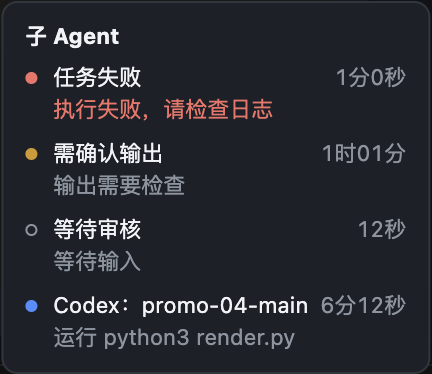 子 Agent
任务失败 1分0秒
执行失败，请检查日志
需确认输出 1时01分
输出需要检查
等待审核 12秒
等待输入
Codex：promo-04-main 6分12秒
运行 python3 render.py